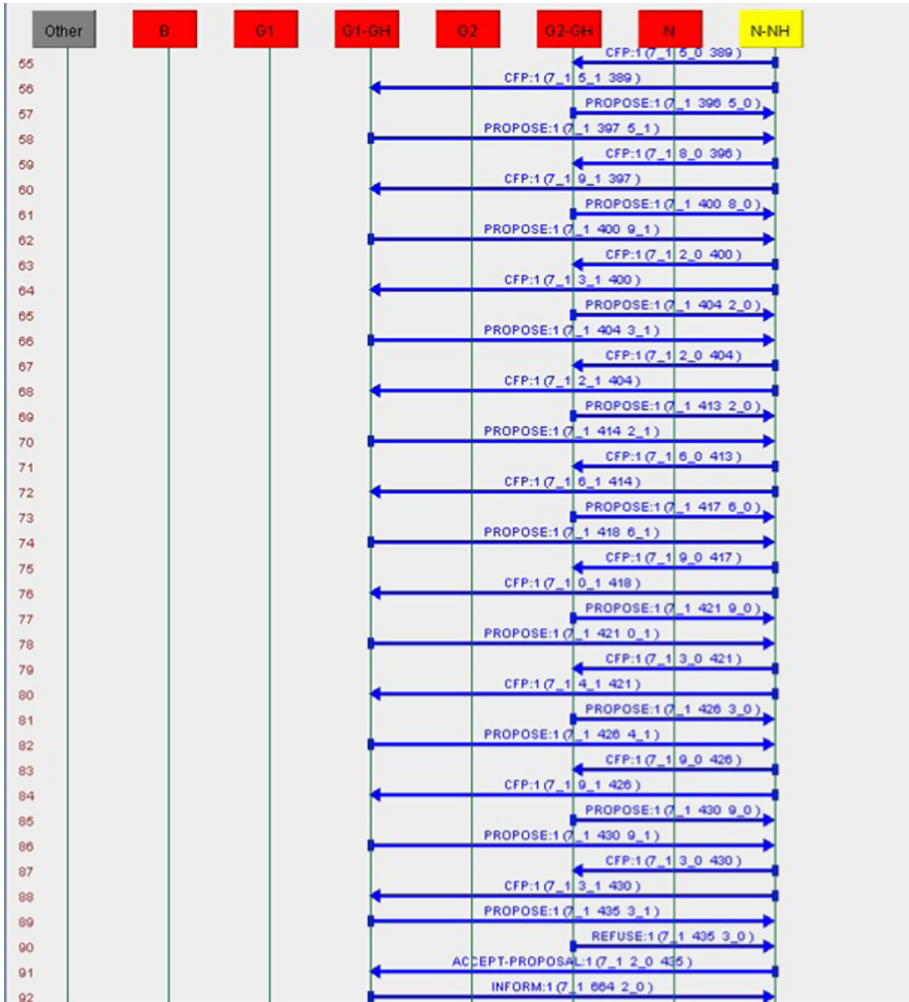 Other B G1 G1-GH G2 G2-GH N N-NH
55 CFP:1 (7_1 5_0 389)
56 CFP:1 (7_1 5_1 389)
57 PROPOSE:1 (7_1 396 5_0)
58 PROPOSE:1 (7_1 397 5_1)
59 CFP:1 (7_1 8_0 396)
60 CFP:1 (7_1 9_1 397)
61 PROPOSE:1 (7_1 400 8_0)
62 PROPOSE:1 (7_1 400 9_1)
63 CFP:1 (7_1 2_0 400)
64 CFP:1 (7_1 3_1 400)
65 PROPOSE:1 (7_1 404 2_0)
66 PROPOSE:1 (7_1 404 3_1)
67 CFP:1 (7_1 2_0 404)
68 CFP:1 (7_1 2_1 404)
69 PROPOSE:1 (7_1 413 2_0)
70 PROPOSE:1 (7_1 414 2_1)
71 CFP:1 (7_1 6_0 413)
72 CFP:1 (7_1 6_1 414)
73 PROPOSE:1 (7_1 417 6_0)
74 PROPOSE:1 (7_1 418 6_1)
75 CFP:1 (7_1 9_0 417)
76 CFP:1 (7_1 0_1 418)
77 PROPOSE:1 (7_1 421 9_0)
78 PROPOSE:1 (7_1 421 0_1)
79 CFP:1 (7_1 3_0 421)
80 CFP:1 (7_1 4_1 421)
81 PROPOSE:1 (7_1 426 3_0)
82 PROPOSE:1 (7_1 426 4_1)
83 CFP:1 (7_1 9_0 426)
84 CFP:1 (7_1 9_1 426)
85 PROPOSE:1 (7_1 430 9_0)
86 PROPOSE:1 (7_1 430 9_1)
87 CFP:1 (7_1 3_0 430)
88 CFP:1 (7_1 3_1 430)
89 PROPOSE:1 (7_1 435 3_1)
90 REFUSE:1 (7_1 435 3_0)
91 ACCEPT-PROPOSAL:1 (7_1 2_0 435)
92 INFORM:1 (7_1 664 2_0)